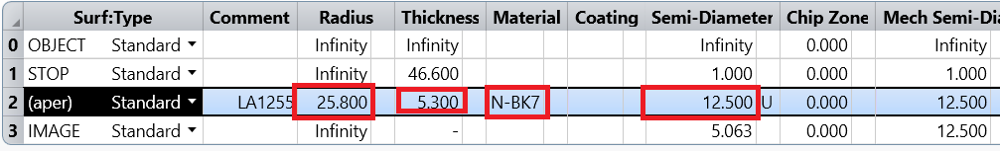 Surf:Type Comment Radius Thickness Material Coating Semi-Diameter Chip Zone Mech Semi-Dia
0 OBJECT Standard Infinity Infinity Infinity 0.000 Infinity
1 STOP Standard Infinity 46.600 1.000 0.000 1.000
2 (aper) Standard LA1255 25.800 5.300 N-BK7 12.500 U 0.000 12.500
3 IMAGE Standard Infinity - 5.063 0.000 12.500